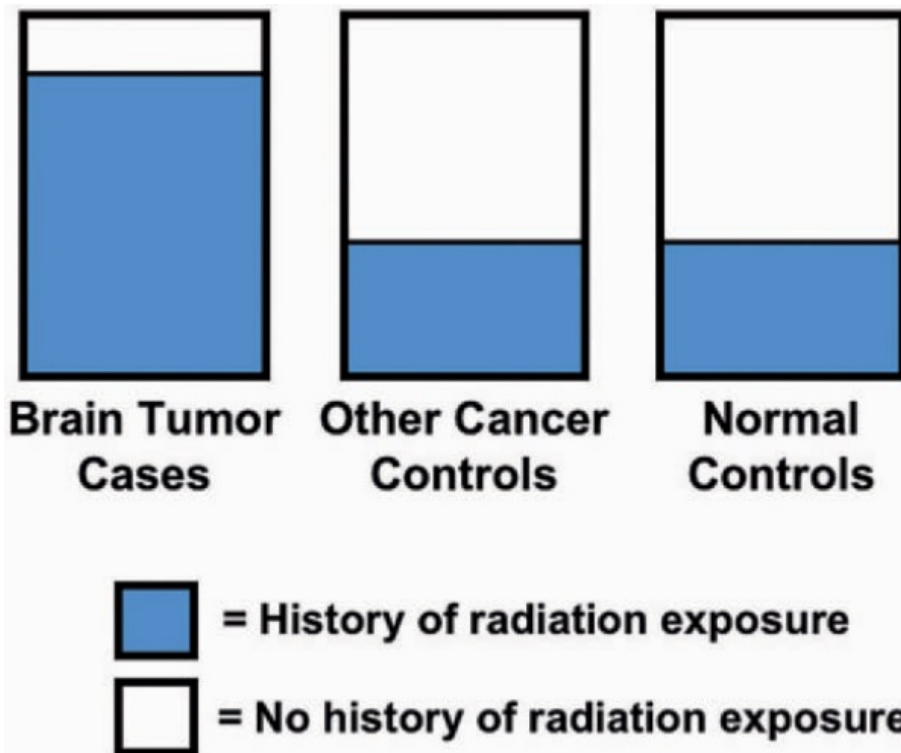 Brain Tumor
Cases
Other Cancer
Controls
Normal
Controls
= History of radiation exposure
= No history of radiation exposure